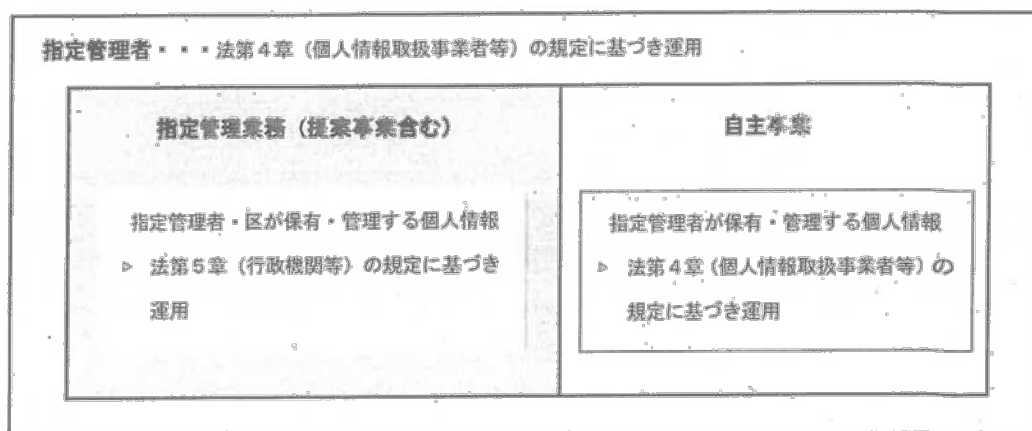 指定管理者・・・法第4章（個人情報取扱事業者等）の規定に基づき運用
指定管理業務（提案事業含む）
指定管理者・区が保有・管理する個人情報
▷ 法第5章（行政機関等）の規定に基づき
運用
自主事業
指定管理者が保有・管理する個人情報
▷ 法第4章（個人情報取扱事業者等）の
規定に基づき運用